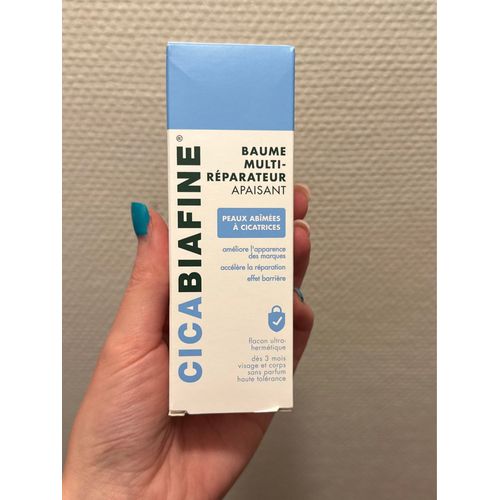 CICABIAFINE®
BAUME
MULTI-
RÉPARATEUR
APAISANT
PEAUX ABÎMÉES
À CICATRICES
améliore l'apparence
des marques
accélère la réparation
effet barrière
flacon ultra-
hermétique
dès 3 mois
visage et corps
sans parfum
haute tolérance